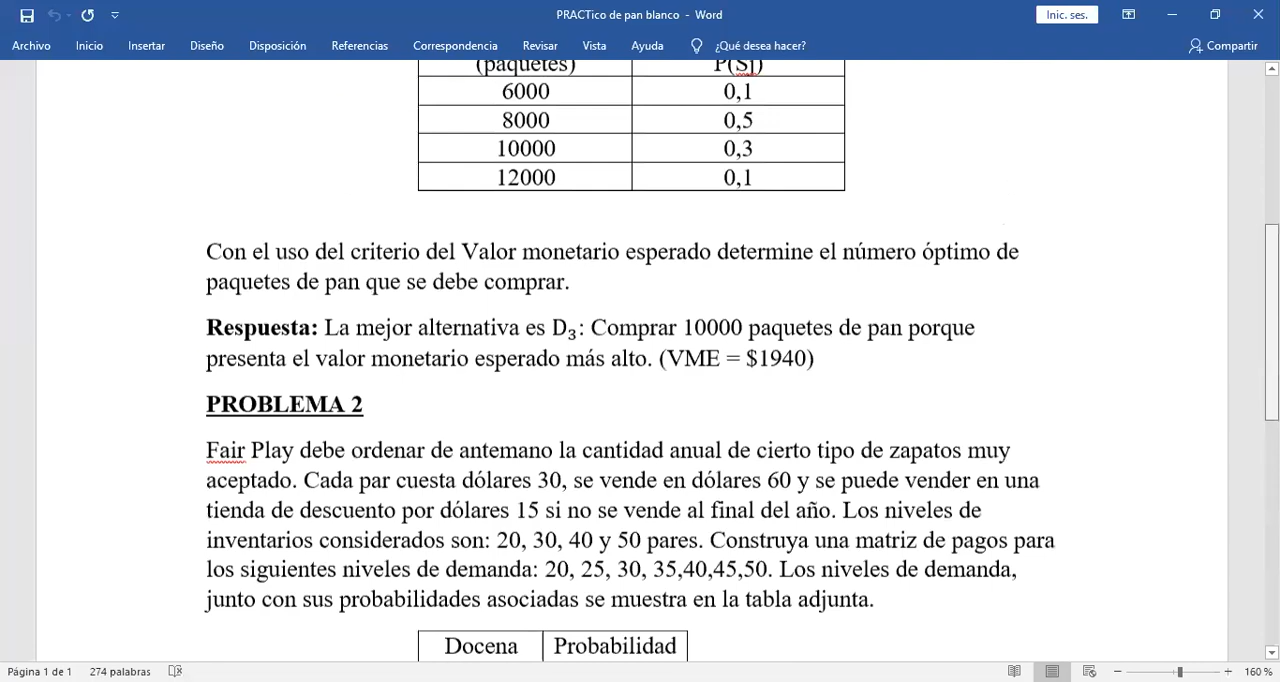 PRACTico de pan blanco - Word
Inic. ses.
Archivo Inicio Insertar Diseño Disposición Referencias Correspondencia Revisar Vista Ayuda ¿Qué desea hacer? Compartir
(paquetes) P(Sj)
6000 0,1
8000 0,5
10000 0,3
12000 0,1
Con el uso del criterio del Valor monetario esperado determine el número óptimo de
paquetes de pan que se debe comprar.
Respuesta: La mejor alternativa es D₃: Comprar 10000 paquetes de pan porque
presenta el valor monetario esperado más alto. (VME = $1940)
PROBLEMA 2
Fair Play debe ordenar de antemano la cantidad anual de cierto tipo de zapatos muy
aceptado. Cada par cuesta dólares 30, se vende en dólares 60 y se puede vender en una
tienda de descuento por dólares 15 si no se vende al final del año. Los niveles de
inventarios considerados son: 20, 30, 40 y 50 pares. Construya una matriz de pagos para
los siguientes niveles de demanda: 20, 25, 30, 35,40,45,50. Los niveles de demanda,
junto con sus probabilidades asociadas se muestra en la tabla adjunta.
Docena Probabilidad
Página 1 de 1 274 palabras 160 %